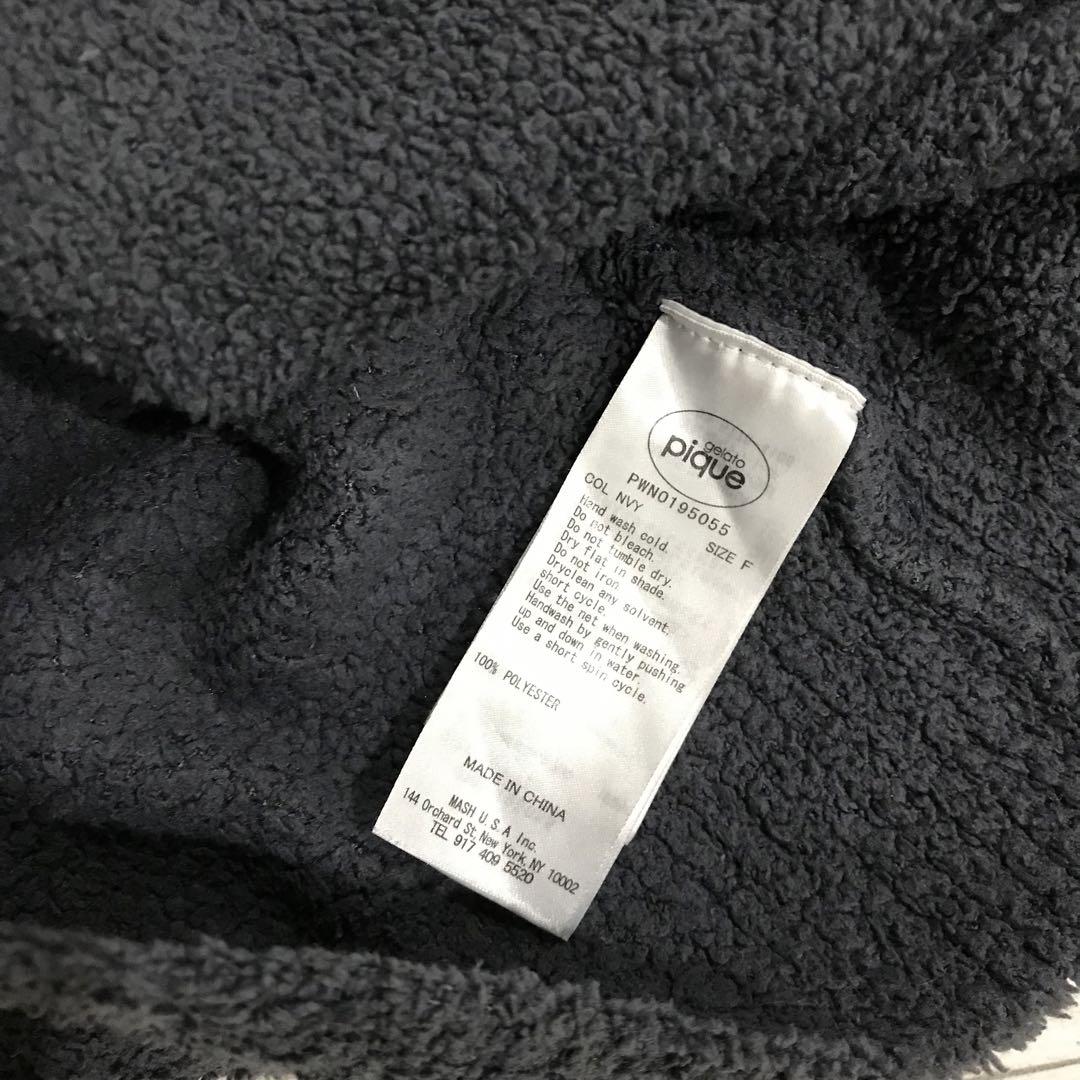 gelato
pique
PWNO195055
COL NVY SIZE F
Hand wash cold.
Do not bleach.
Do not tumble dry.
Dry flat in shade.
Do not iron.
Dryclean any solvent.
short cycle.
Use the net when washing.
Handwash by gently pushing
up and down in water.
Use a short spin cycle.
100% POLYESTER
MADE IN CHINA
MASH U.S.A Inc.
144 Orchard St, New York, NY 10002
TEL 917 409 5520